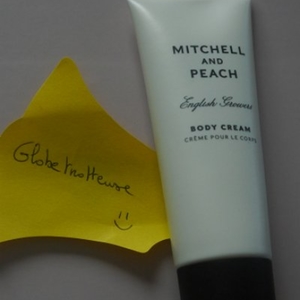 MITCHELL
AND
PEACH
English Growers
BODY CREAM
CRÈME POUR LE CORPS
Globetrotteuse